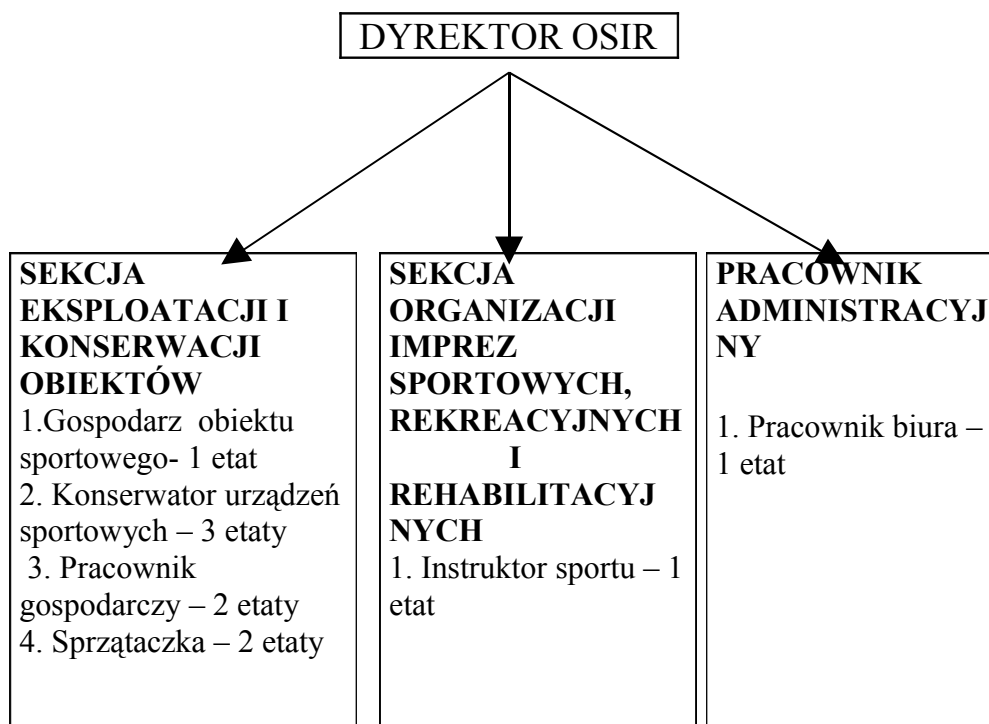 DYREKTOR OSIR
SEKCJA
EKSPLOATACJI I
KONSERWACJI
OBIEKTÓW
1.Gospodarz obiektu
sportowego- 1 etat
2. Konserwator urządzeń
sportowych – 3 etaty
3. Pracownik
gospodarczy – 2 etaty
4. Sprzątaczka – 2 etaty
SEKCJA
ORGANIZACJI
IMPREZ
SPORTOWYCH,
REKREACYJNYCH
I
REHABILITACYJ
NYCH
1. Instruktor sportu – 1
etat
PRACOWNIK
ADMINISTRACYJ
NY
1. Pracownik biura –
1 etat